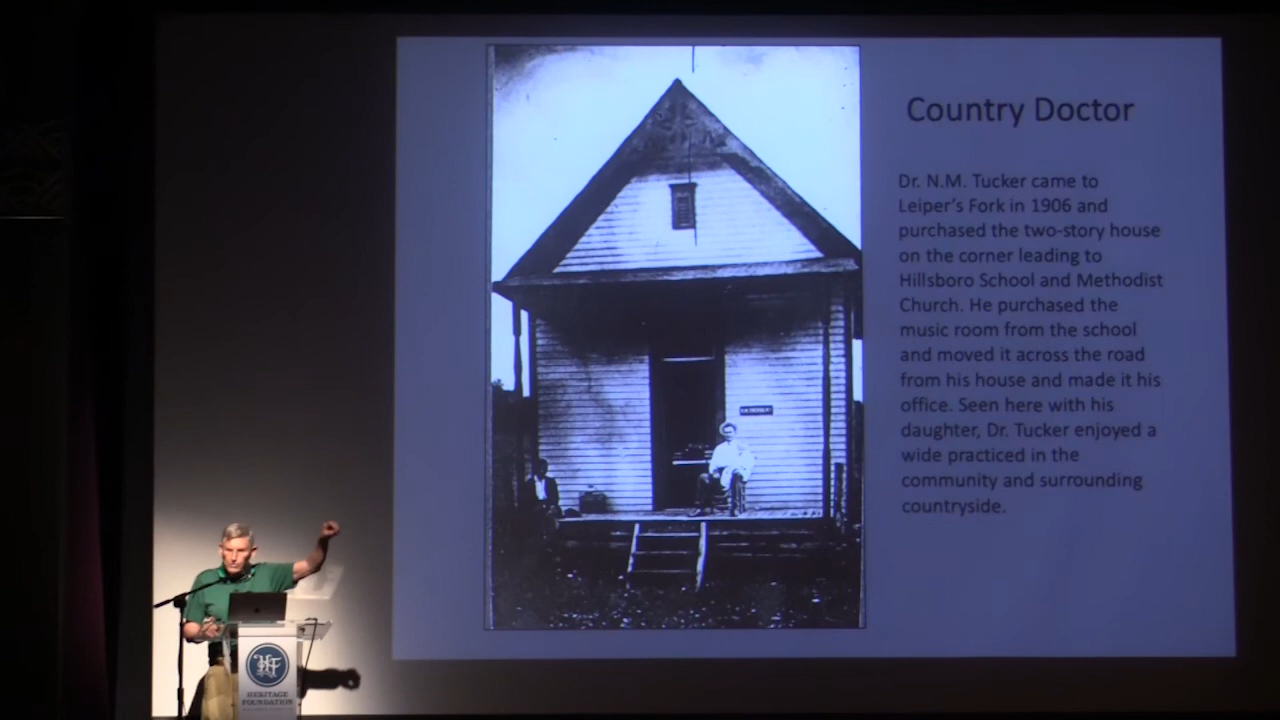 Country Doctor
Dr. N.M. Tucker came to
Leiper's Fork in 1906 and
purchased the two-story house
on the corner leading to
Hillsboro School and Methodist
Church. He purchased the
music room from the school
and moved it across the road
from his house and made it his
office. Seen here with his
daughter, Dr. Tucker enjoyed a
wide practiced in the
community and surrounding
countryside.
HF
HERITAGE
FOUNDATION